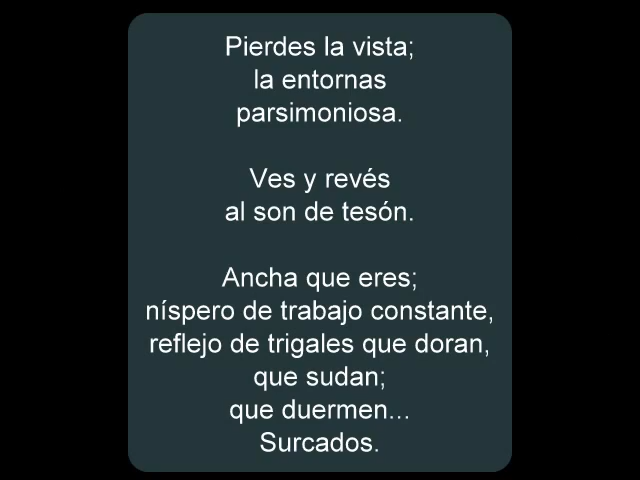 Pierdes la vista;
la entornas
parsimoniosa.
Ves y revés
al son de tesón.
Ancha que eres;
níspero de trabajo constante,
reflejo de trigales que doran,
que sudan;
que duermen...
Surcados.